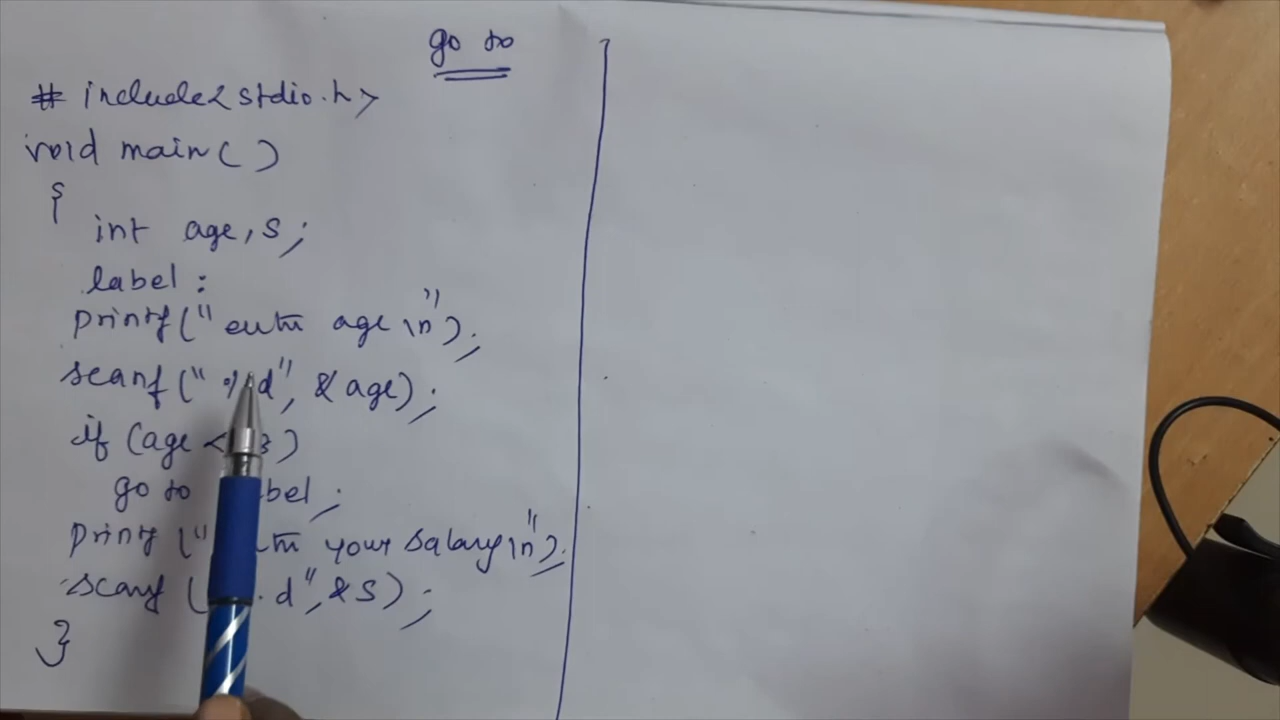 go to
# include<stdio.h>
void main( )
{
int age, s;
label :
printf("enter age \n");
scanf("%d", & age);
if (age <
go to label ;
printf (" your salary \n");
scanf ( d", & s) ;
}